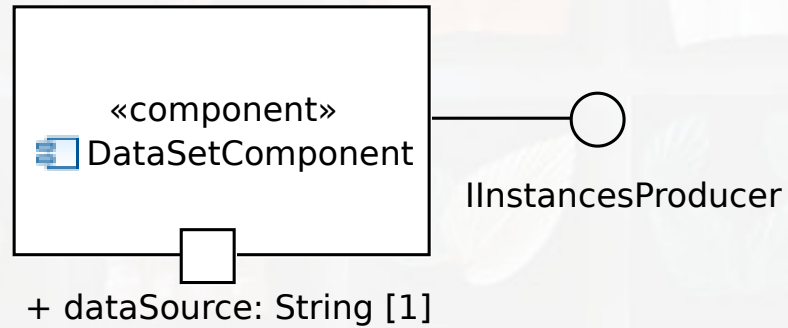 «component»
DataSetComponent
IInstancesProducer
+ dataSource: String [1]